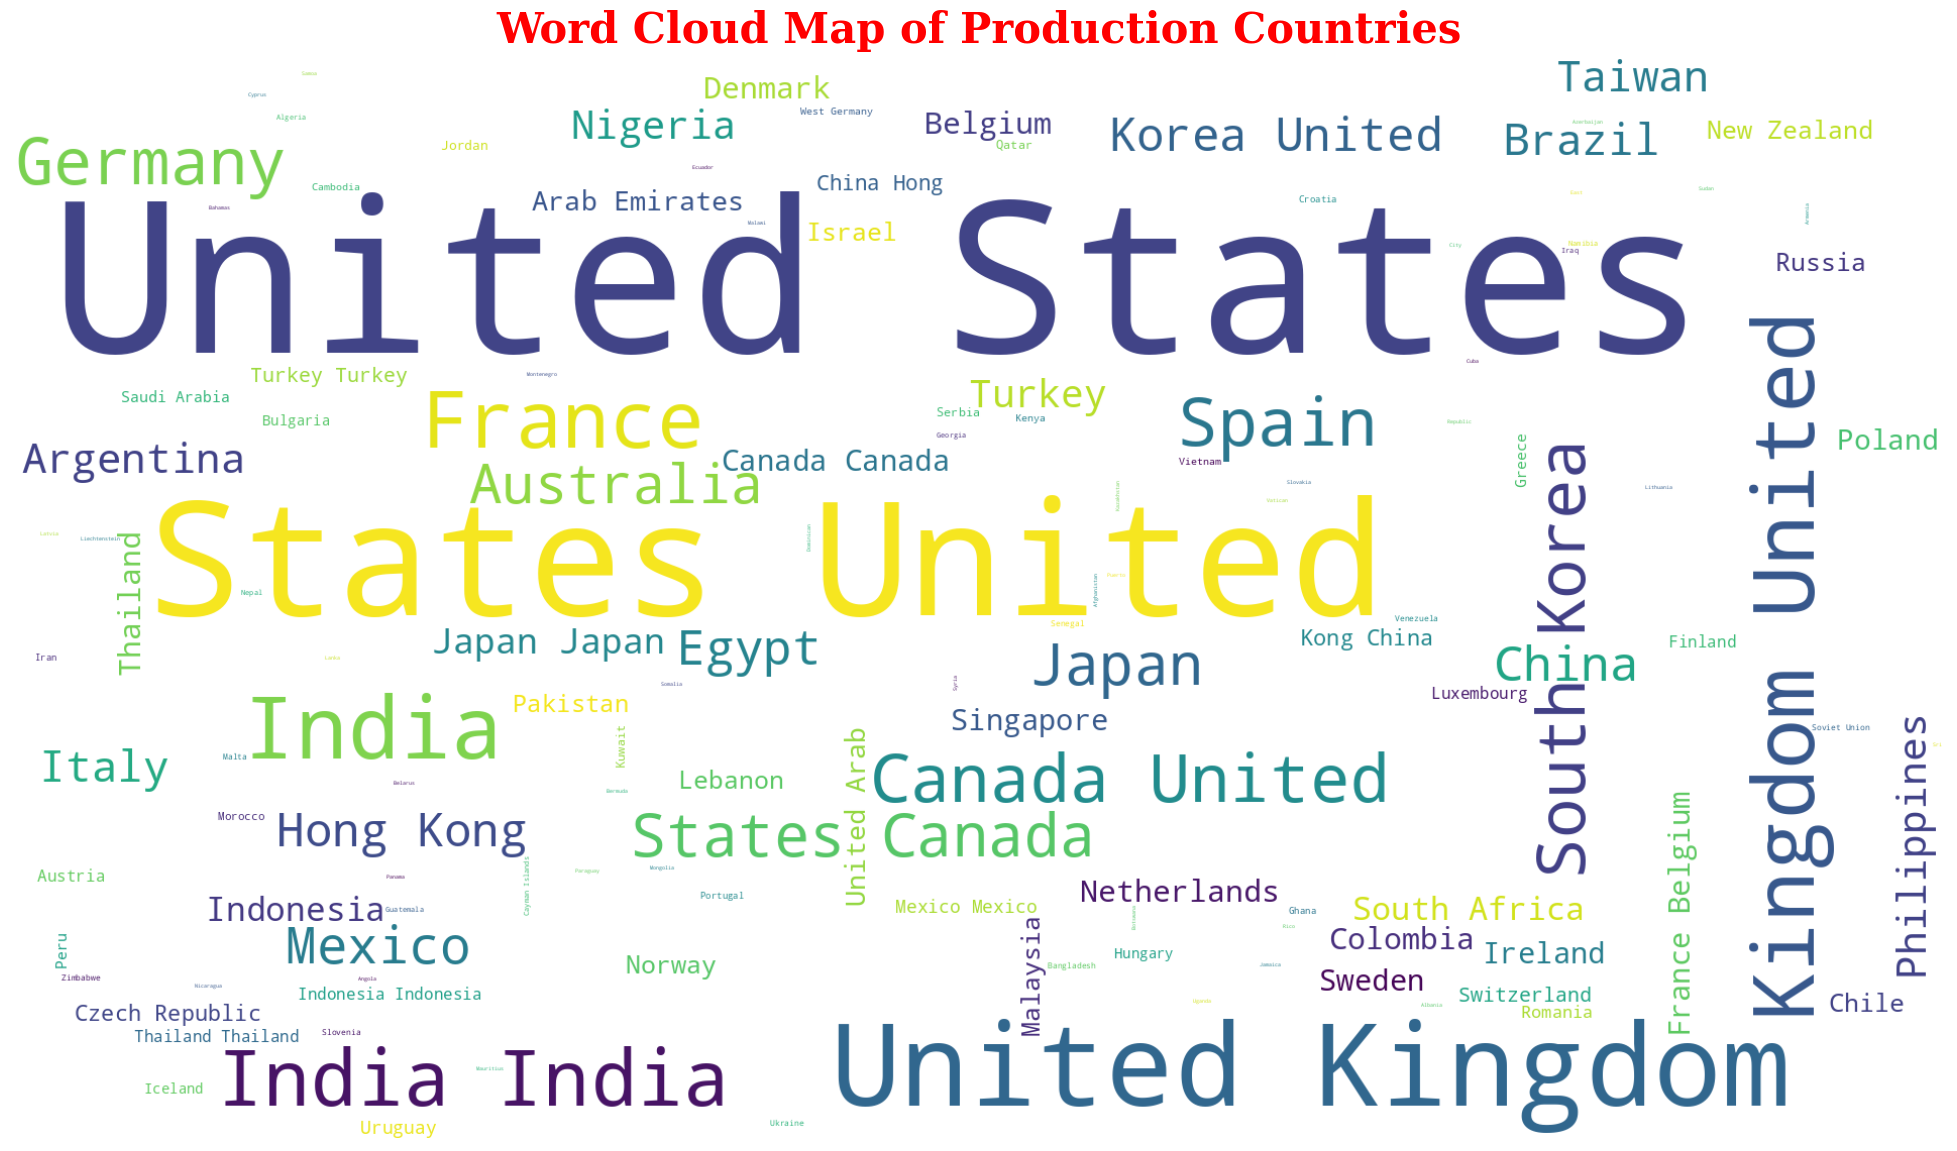 Word Cloud Map of Production Countries
Samoa
Cyprus
Algeria
Denmark
West Germany
Taiwan
Germany
Nigeria
Belgium
Korea United
Brazil
Azerbaijan
New Zealand
Jordan
Qatar
Ecuador
Cambodia
China Hong
Sudan
East
Bahamas
Arab Emirates
Malawi
Croatia
Armenia
Israel
United States
City
Namibia
Iraq
Russia
Cuba
Turkey Turkey
Montenegro
Saudi Arabia
Bulgaria
France
Turkey
Serbia
Kenya
Spain
Republic
Georgia
Argentina
Canada Canada
Vietnam
Greece
Poland
Australia
Kazakhstan
Slovakia
Lithuania
Vatican
Latvia
Liechtenstein
States United
Dominican
Puerto
Afghanistan
Thailand
Nepal
Senegal
Venezuela
South Korea
Kingdom United
Iran
Lanka
Japan Japan
Egypt
Japan
Kong China
China
Finland
Somalia
Syria
India
Pakistan
Singapore
Luxembourg
Soviet Union
Sri
Philippines
Kuwait
Malta
Italy
Belarus
Bermuda
Lebanon
United Arab
Canada United
Morocco
Hong Kong
States Canada
Austria
Panama
Cayman Islands
Paraguay
Mongolia
Portugal
Netherlands
South Africa
France Belgium
Indonesia
Guatemala
Mexico Mexico
Malaysia
Botswana
Ghana
Rico
Colombia
Ireland
Peru
Mexico
Norway
Hungary
Bangladesh
Jamaica
Zimbabwe
Angola
Nicaragua
Indonesia Indonesia
Sweden
Switzerland
Uganda
Albania
Romania
Chile
Czech Republic
Thailand Thailand
Slovenia
India India
Mauritius
United Kingdom
Iceland
Uruguay
Ukraine